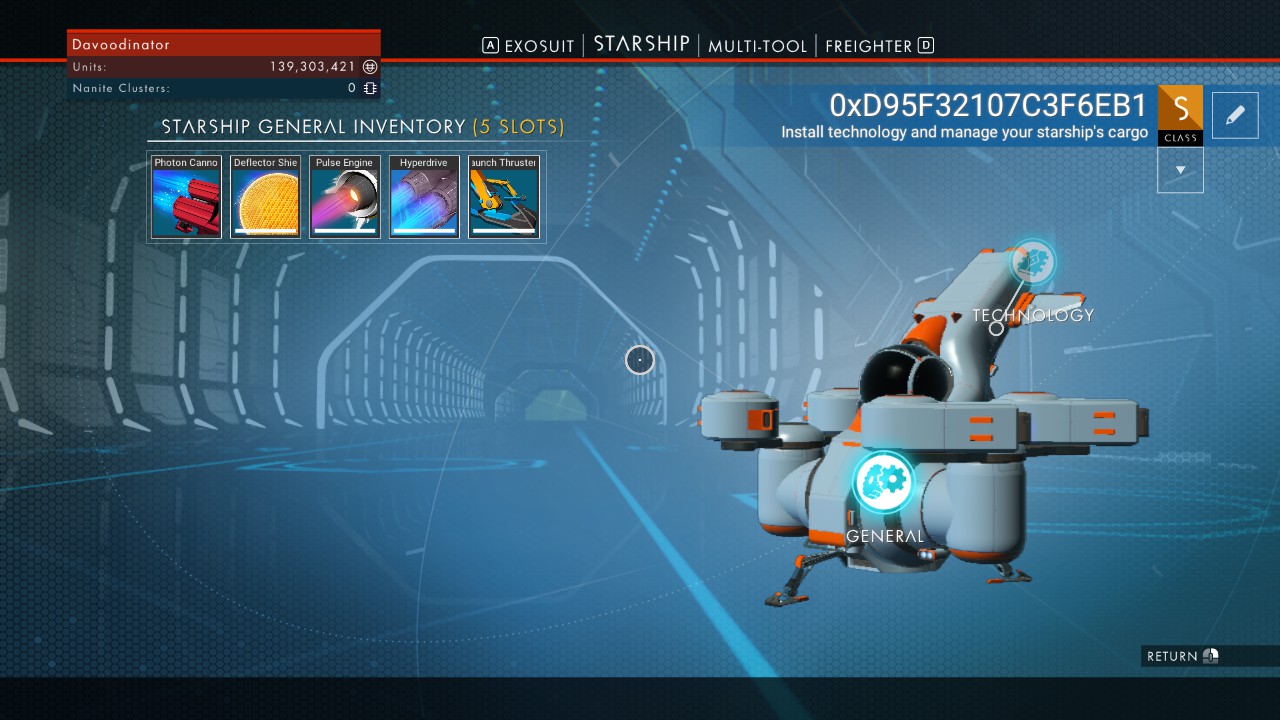 Davoodinator
Units: 139,303,421
Nanite Clusters: 0
A EXOSUIT STARSHIP MULTI-TOOL FREIGHTER D
0xD95F32107C3F6EB1
Install technology and manage your starship's cargo
S
CLASS
STARSHIP GENERAL INVENTORY (5 SLOTS)
Photon Canno Deflector Shie Pulse Engine Hyperdrive aunch Thruster
TECHNOLOGY
GENERAL
RETURN